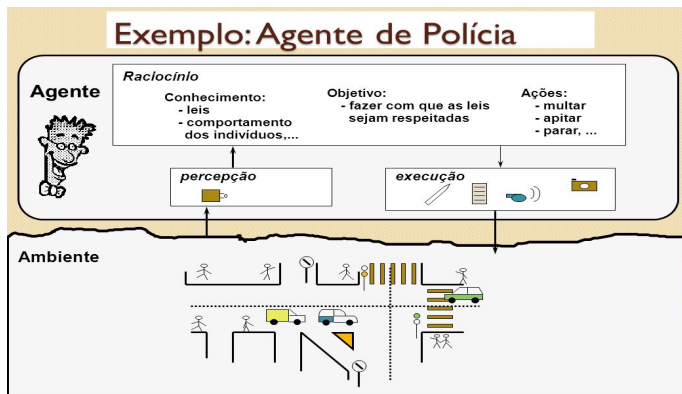 Exemplo: Agente de Polícia
Agente
Raciocínio
Conhecimento:
- leis
- comportamento
dos indivíduos,...
Objetivo:
- fazer com que as leis
sejam respeitadas
Ações:
- multar
- apitar
- parar, ...
percepção
execução
Ambiente